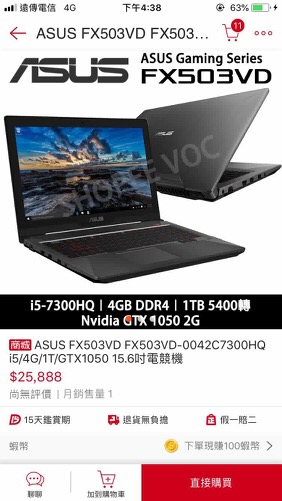 遠傳電信 4G 下午4:38 63%
ASUS FX503VD FX503... 11
ASUS
ASUS Gaming Series
FX503VD
SHOPEE VOC
ASUS
i5-7300HQ | 4GB DDR4 | 1TB 5400轉
Nvidia GTX 1050 2G
商城 ASUS FX503VD FX503VD-0042C7300HQ
i5/4G/1T/GTX1050 15.6吋電競機
$25,888
尚無評價 | 月銷售量 1
15天鑑賞期 退貨無負擔 假一賠二
蝦幣 下單現賺100蝦幣
聊聊 加到購物車 直接購買